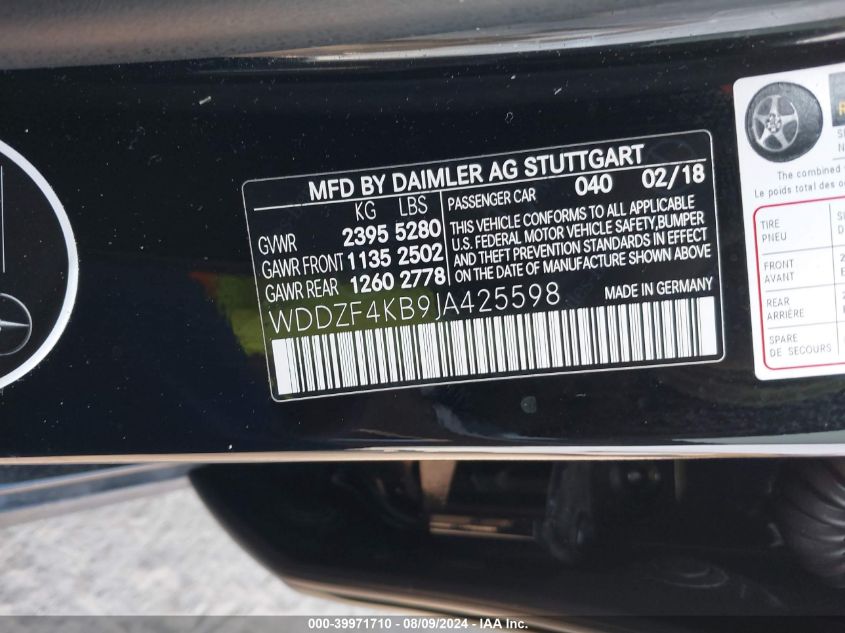 MFD BY DAIMLER AG STUTTGART
KG LBS
GVWR 2395 5280
GAWR FRONT 1135 2502
GAWR REAR 1260 2778
PASSENGER CAR 040 02/18
THIS VEHICLE CONFORMS TO ALL APPLICABLE
U.S. FEDERAL MOTOR VEHICLE SAFETY,BUMPER
AND THEFT PREVENTION STANDARDS IN EFFECT
ON THE DATE OF MANUFACTURE SHOWN ABOVE
WDDZF4KB9JA425598
MADE IN GERMANY
The combined
Le poids total des
TIRE
PNEU
FRONT
AVANT
REAR
ARRIÈRE
SPARE
DE SECOURS
000-39971710 - 08/09/2024 - IAA Inc.